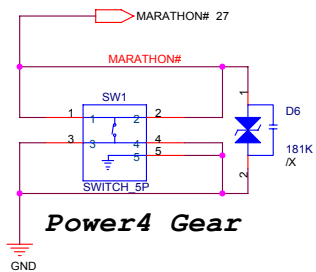 MARATHON# 27
MARATHON#
SW1
1 1 2 2
3 3 4 4
5 5
SWITCH_5P
1
D6
181K
/X
2
Power4 Gear
GND